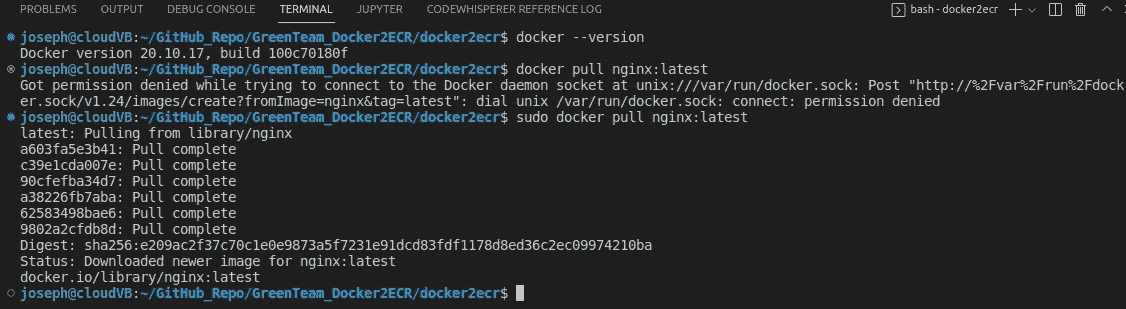 PROBLEMS OUTPUT DEBUG CONSOLE TERMINAL JUPYTER CODEWHISPERER REFERENCE LOG bash - docker2ecr
joseph@cloudVB:~/GitHub_Repo/GreenTeam_Docker2ECR/docker2ecr$ docker --version
Docker version 20.10.17, build 100c70180f
joseph@cloudVB:~/GitHub_Repo/GreenTeam_Docker2ECR/docker2ecr$ docker pull nginx:latest
Got permission denied while trying to connect to the Docker daemon socket at unix:///var/run/docker.sock: Post "http://%2Fvar%2Frun%2Fdock
er.sock/v1.24/images/create?fromImage=nginx&tag=latest": dial unix /var/run/docker.sock: connect: permission denied
joseph@cloudVB:~/GitHub_Repo/GreenTeam_Docker2ECR/docker2ecr$ sudo docker pull nginx:latest
latest: Pulling from library/nginx
a603fa5e3b41: Pull complete
c39e1cda007e: Pull complete
90cfefba34d7: Pull complete
a38226fb7aba: Pull complete
62583498bae6: Pull complete
9802a2cfdb8d: Pull complete
Digest: sha256:e209ac2f37c70c1e0e9873a5f7231e91dcd83fdf1178d8ed36c2ec09974210ba
Status: Downloaded newer image for nginx:latest
docker.io/library/nginx:latest
joseph@cloudVB:~/GitHub_Repo/GreenTeam_Docker2ECR/docker2ecr$